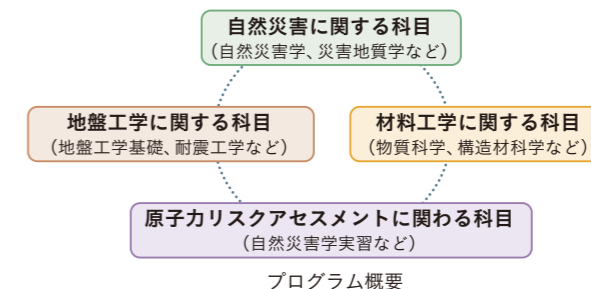 自然災害に関する科目
（自然災害学、災害地質学など）
地盤工学に関する科目
（地盤工学基礎、耐震工学など）
材料工学に関する科目
（物質科学、構造材科学など）
原子力リスクアセスメントに関わる科目
（自然災害学実習など）
プログラム概要